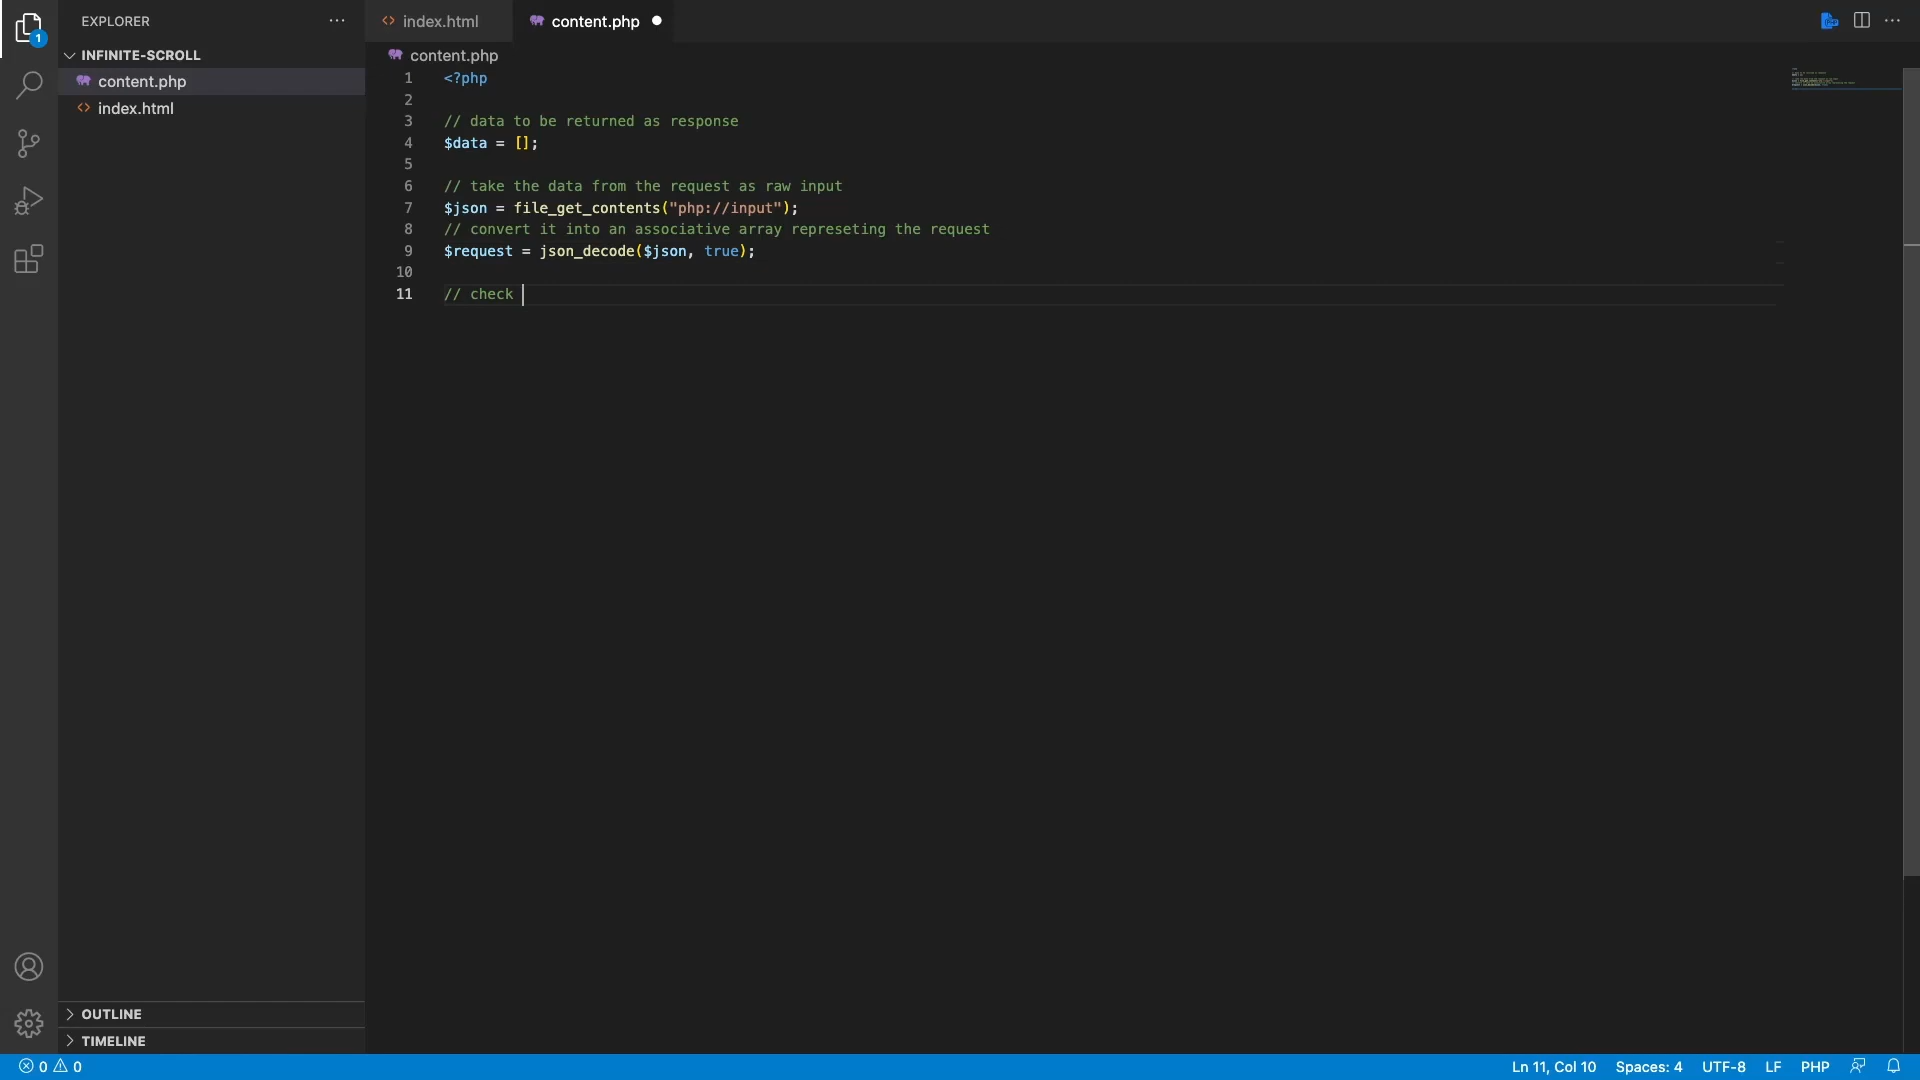 EXPLORER
index.html
content.php
1
INFINITE-SCROLL
content.php
index.html
content.php
1 <?php
2
3 // data to be returned as response
4 $data = [];
5
6 // take the data from the request as raw input
7 $json = file_get_contents("php://input");
8 // convert it into an associative array represeting the request
9 $request = json_decode($json, true);
10
11 // check
OUTLINE
TIMELINE
0 0
Ln 11, Col 10 Spaces: 4 UTF-8 LF PHP